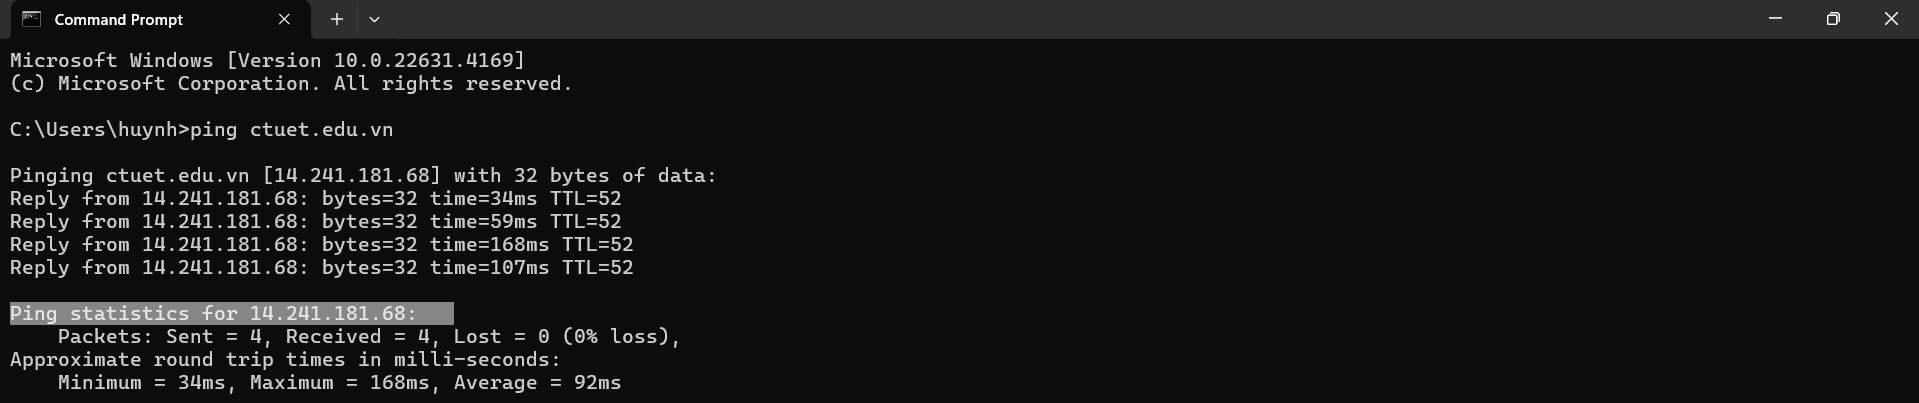 Command Prompt
Microsoft Windows [Version 10.0.22631.4169]
(c) Microsoft Corporation. All rights reserved.
C:\Users\huynh>ping ctuet.edu.vn
Pinging ctuet.edu.vn [14.241.181.68] with 32 bytes of data:
Reply from 14.241.181.68: bytes=32 time=34ms TTL=52
Reply from 14.241.181.68: bytes=32 time=59ms TTL=52
Reply from 14.241.181.68: bytes=32 time=168ms TTL=52
Reply from 14.241.181.68: bytes=32 time=107ms TTL=52
Ping statistics for 14.241.181.68:
    Packets: Sent = 4, Received = 4, Lost = 0 (0% loss),
Approximate round trip times in milli-seconds:
    Minimum = 34ms, Maximum = 168ms, Average = 92ms